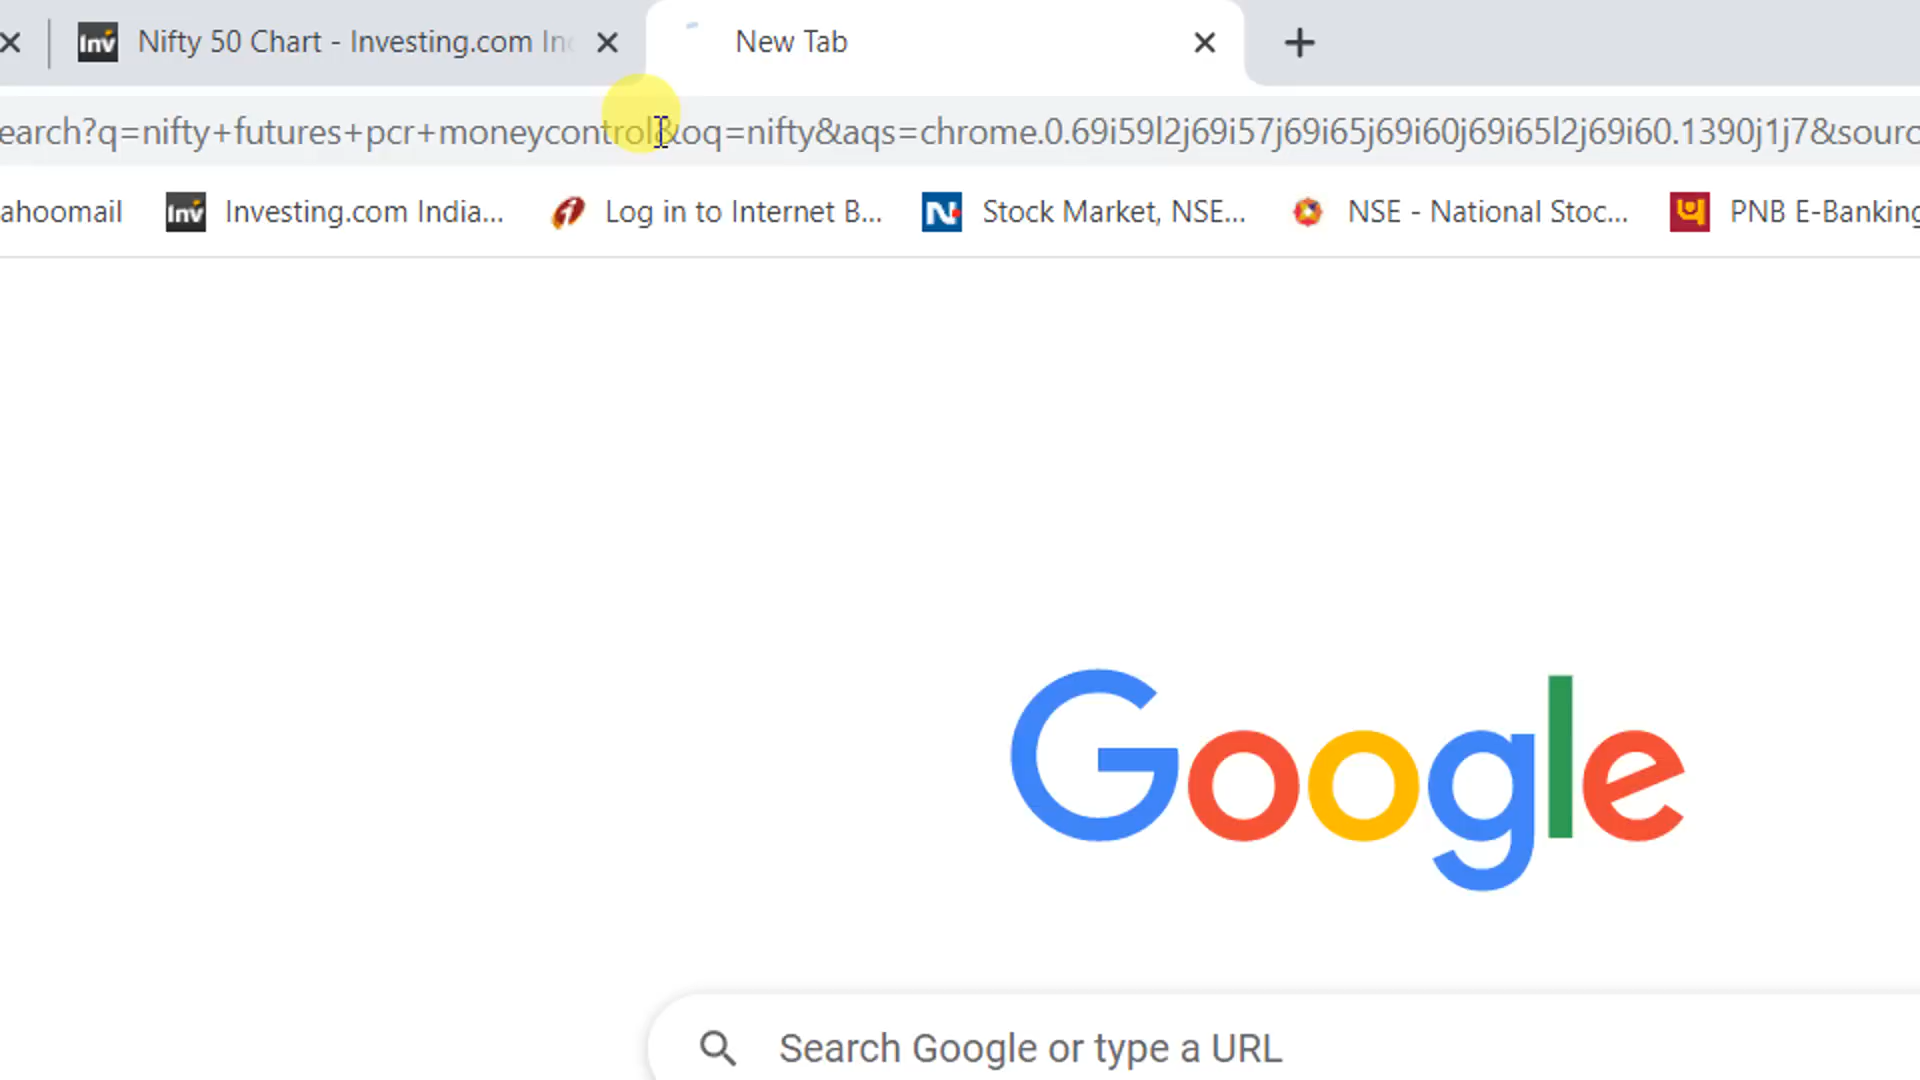 Inv Nifty 50 Chart - Investing.com In
New Tab
earch?q=nifty+futures+pcr+moneycontrol&oq=nifty&aqs=chrome.0.69i59l2j69i57j69i65j69i60j69i65l2j69i60.1390j1j7&sourc
ahoomail Inv Investing.com India... Log in to Internet B... Stock Market, NSE... NSE - National Stoc... PNB E-Banking
Google
Search Google or type a URL